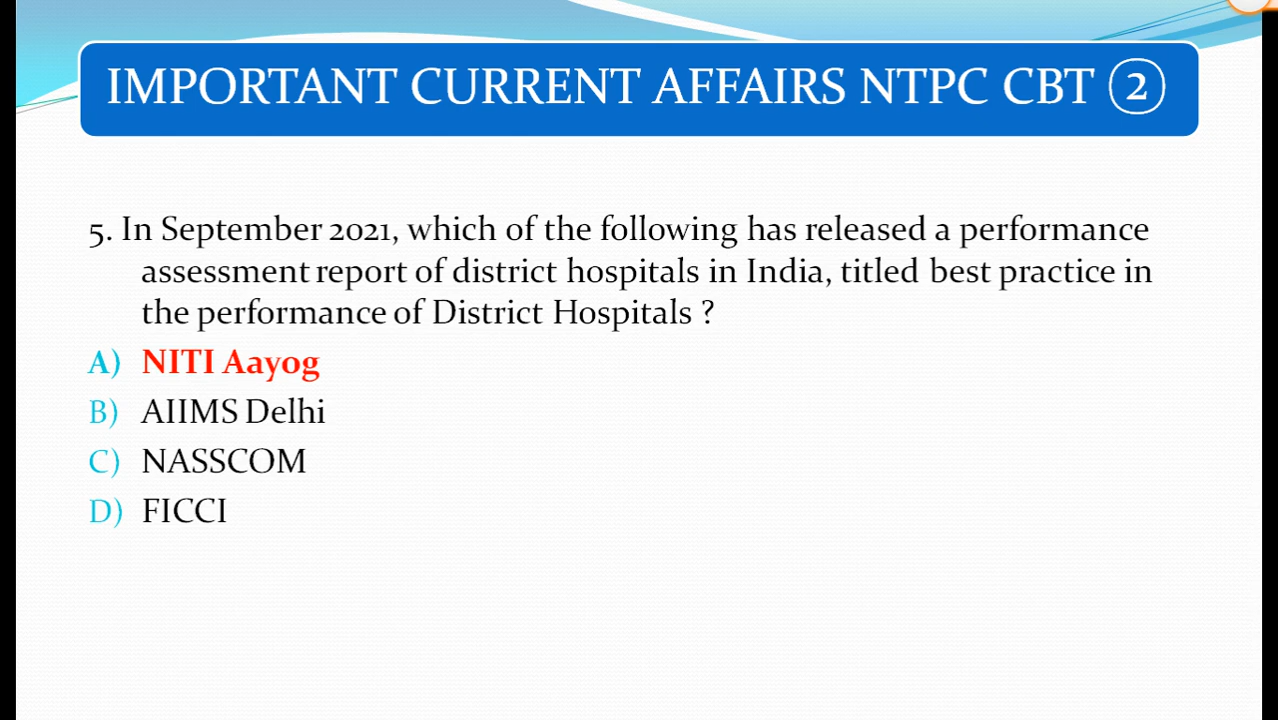 IMPORTANT CURRENT AFFAIRS NTPC CBT ②
5. In September 2021, which of the following has released a performance
assessment report of district hospitals in India, titled best practice in
the performance of District Hospitals ?
A) NITI Aayog
B) AIIMS Delhi
C) NASSCOM
D) FICCI